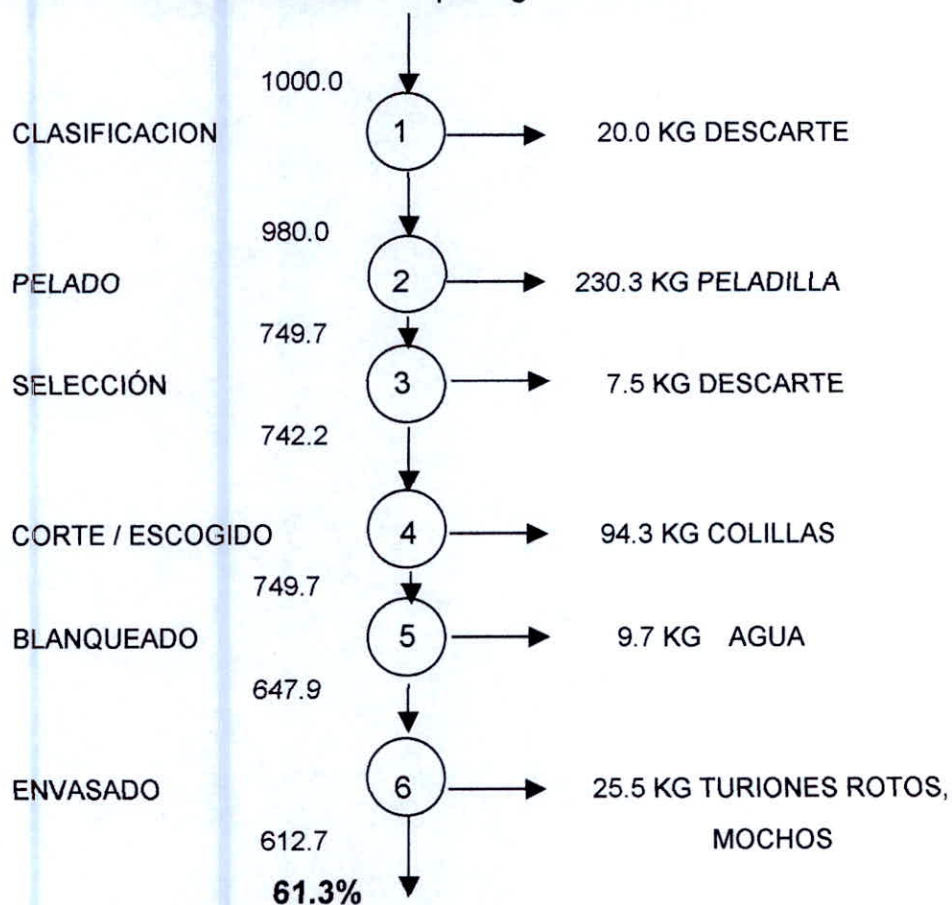 1000.0
CLASIFICACION 1 20.0 KG DESCARTE
980.0
PELADO 2 230.3 KG PELADILLA
749.7
SELECCIÓN 3 7.5 KG DESCARTE
742.2
CORTE / ESCOGIDO 4 94.3 KG COLILLAS
749.7
BLANQUEADO 5 9.7 KG AGUA
647.9
ENVASADO 6 25.5 KG TURIONES ROTOS,
612.7 MOCHOS
61.3%